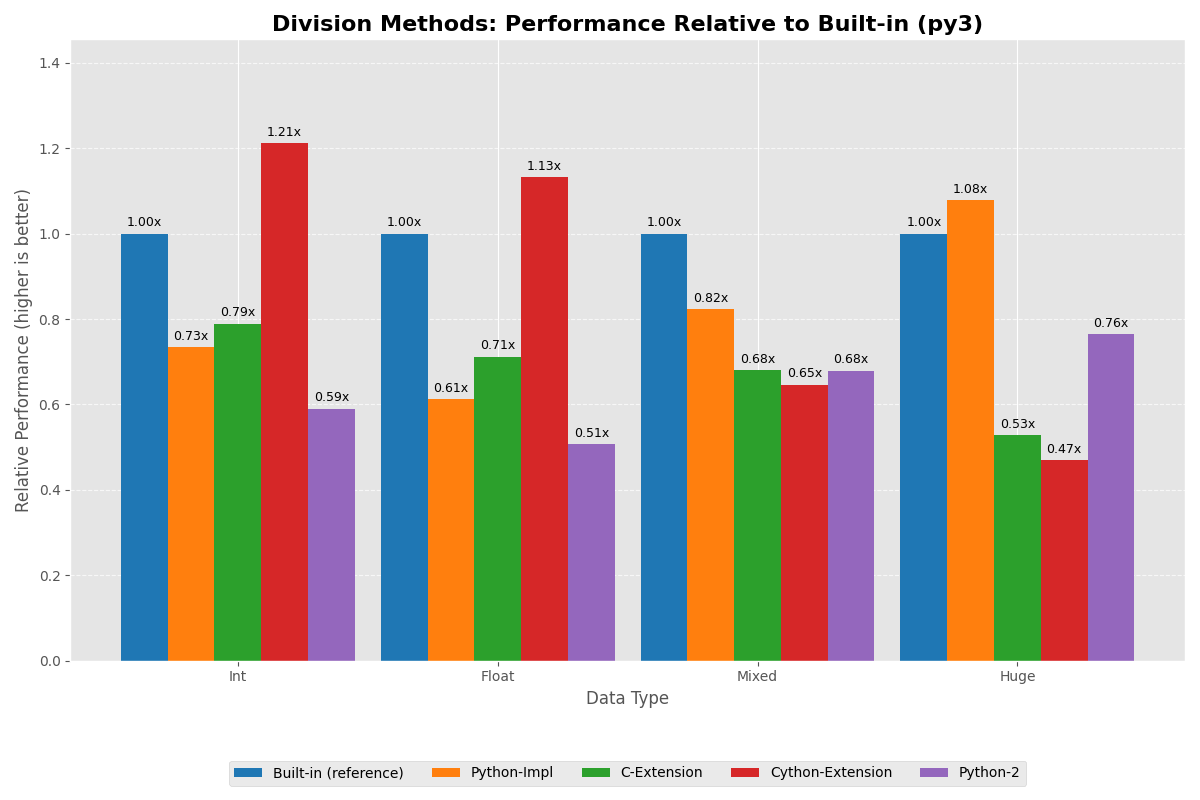 Division Methods: Performance Relative to Built-in (py3)
Relative Performance (higher is better)
1.4
1.2
1.0
0.8
0.6
0.4
0.2
0.0
1.00x
0.73x
0.79x
1.21x
0.59x
1.00x
0.61x
0.71x
1.13x
0.51x
1.00x
0.82x
0.68x
0.65x
0.68x
1.00x
1.08x
0.53x
0.47x
0.76x
Int
Float
Mixed
Huge
Data Type
Built-in (reference)
Python-Impl
C-Extension
Cython-Extension
Python-2